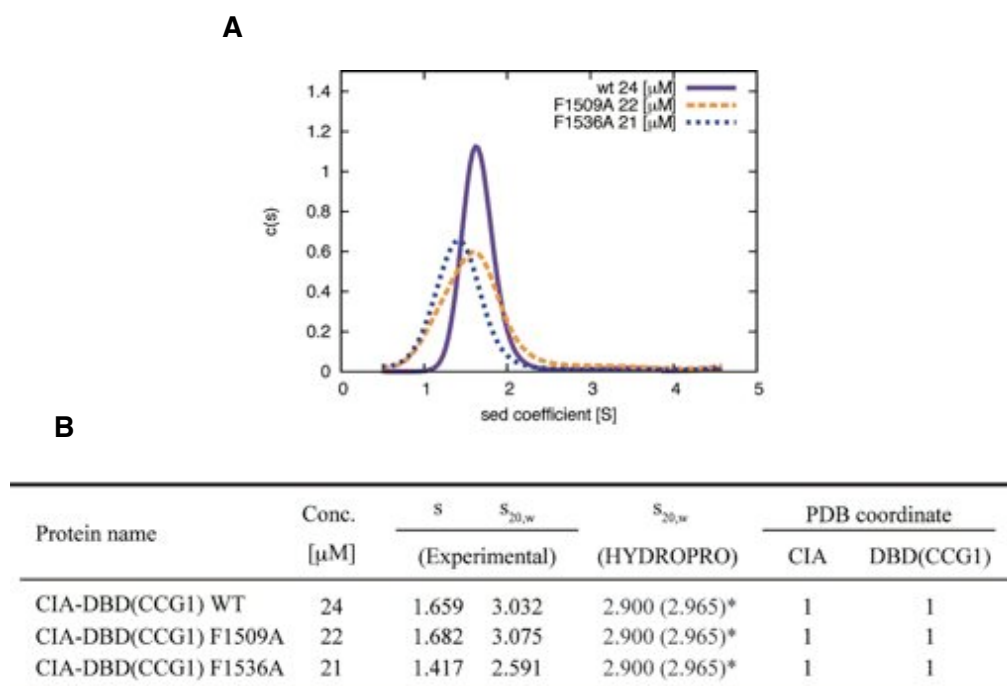 A
wt 24 [μM]
F1509A 22 [μM]
F1536A 21 [μM]
1.4
1.2
1
0.8
0.6
0.4
0.2
0
c(s)
0 1 2 3 4 5
sed coefficient [S]
B
Protein name Conc. [μM] s s20,w (Experimental) s20,w (HYDROPRO) PDB coordinate CIA DBD(CCG1)
CIA-DBD(CCG1) WT 24 1.659 3.032 2.900 (2.965)* 1 1
CIA-DBD(CCG1) F1509A 22 1.682 3.075 2.900 (2.965)* 1 1
CIA-DBD(CCG1) F1536A 21 1.417 2.591 2.900 (2.965)* 1 1